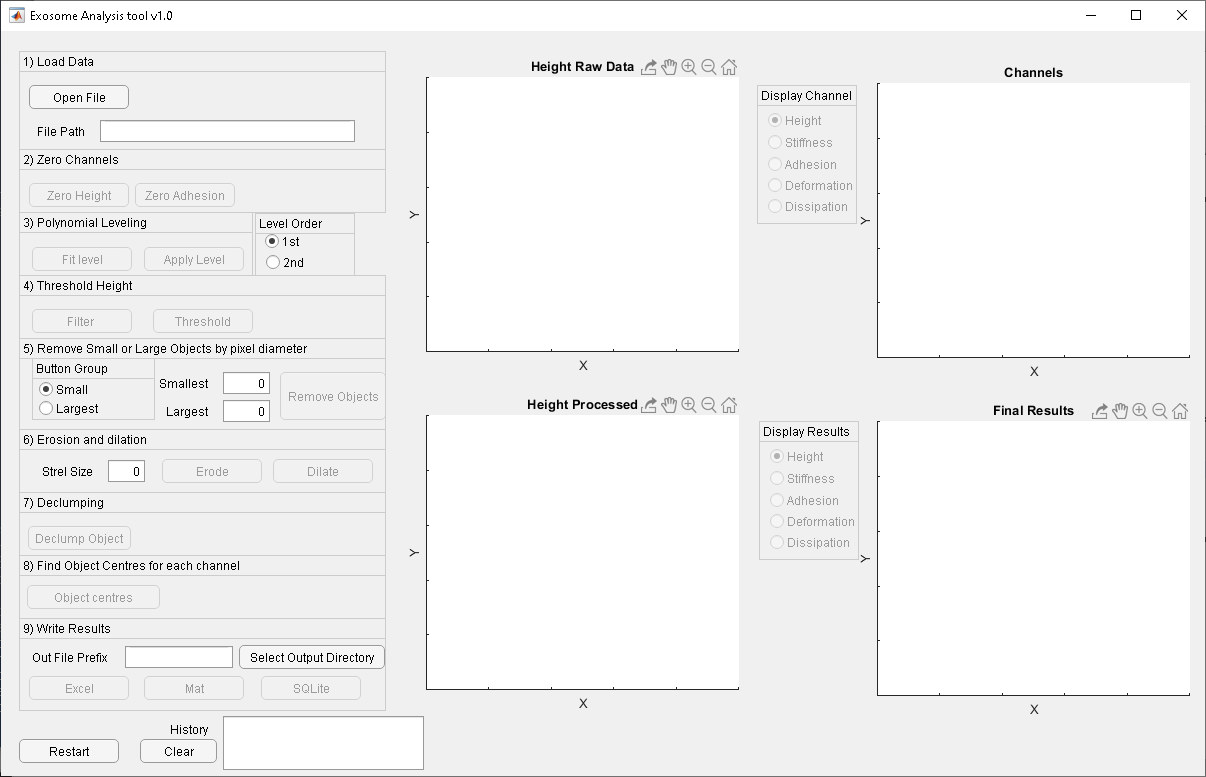 Exosome Analysis tool v1.0
1) Load Data
Open File
File Path
2) Zero Channels
Zero Height
Zero Adhesion
3) Polynomial Leveling
Fit level
Apply Level
Level Order
1st
2nd
4) Threshold Height
Filter
Threshold
5) Remove Small or Large Objects by pixel diameter
Button Group
Small
Largest
Smallest
0
Largest
0
Remove Objects
6) Erosion and dilation
Strel Size
0
Erode
Dilate
7) Declumping
Declump Object
8) Find Object Centres for each channel
Object centres
9) Write Results
Out File Prefix
Select Output Directory
Excel
Mat
SQLite
History
Restart
Clear
Height Raw Data
Y
X
Display Channel
Height
Stiffness
Adhesion
Deformation
Dissipation
Channels
Y
X
Height Processed
Y
X
Display Results
Height
Stiffness
Adhesion
Deformation
Dissipation
Final Results
Y
X